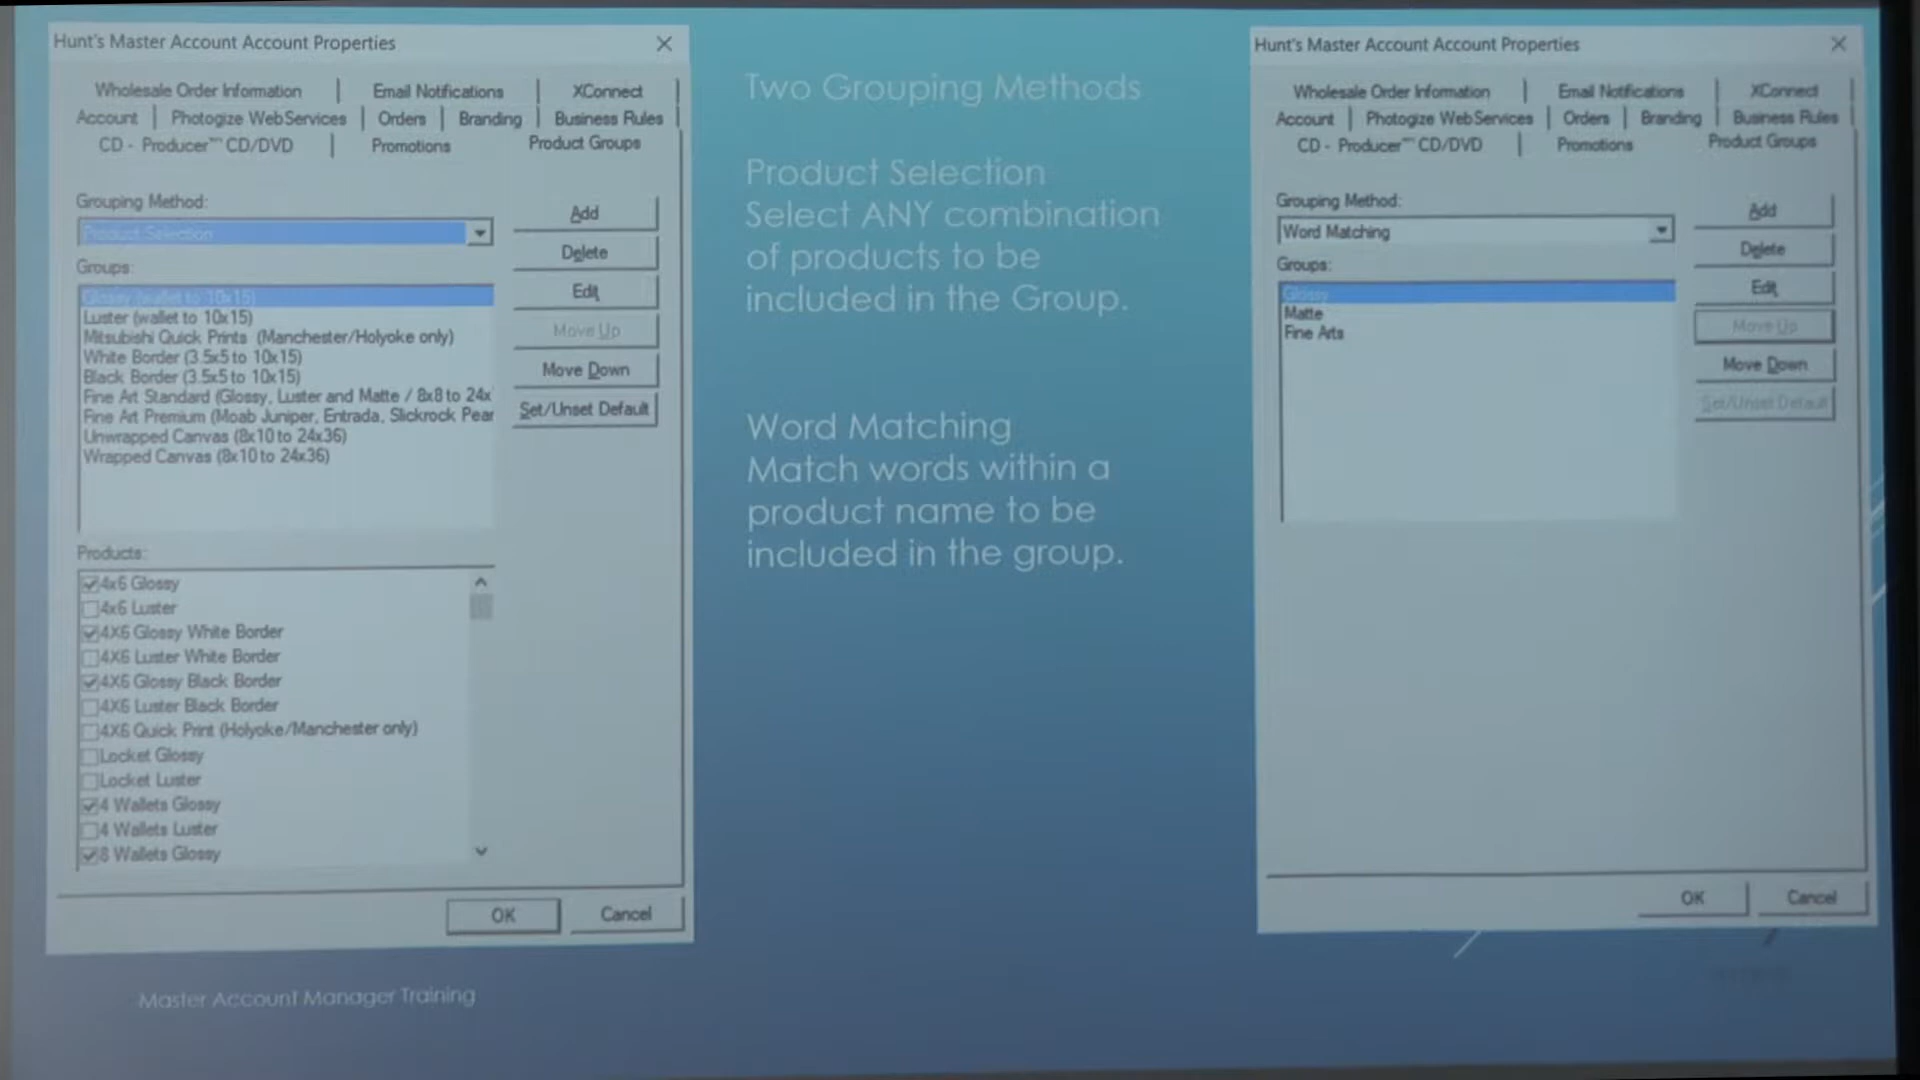 Hunt's Master Account Account Properties
Wholesale Order Information
Email Notifications
XConnect
Account
Photogize WebServices
Orders
Branding
Business Rules
CD - Producer™ CD/DVD
Promotions
Product Groups
Grouping Method:
Product Selection
Add
Delete
Groups:
Edit
Move Up
Move Down
Set/Unset Default
Glossy (wallet to 10x15)
Luster (wallet to 10x15)
Mitsubishi Quick Prints (Manchester/Holyoke only)
White Border (3.5x5 to 10x15)
Black Border (3.5x5 to 10x15)
Fine Art Standard (Glossy, Luster and Matte / 8x8 to 24x
Fine Art Premium (Moab Juniper, Entrada, Slickrock Pear
Unwrapped Canvas (8x10 to 24x36)
Wrapped Canvas (8x10 to 24x36)
Products:
4x6 Glossy
4x6 Luster
4X6 Glossy White Border
4X6 Luster White Border
4X6 Glossy Black Border
4X6 Luster Black Border
4X6 Quick Print (Holyoke/Manchester only)
Locket Glossy
Locket Luster
4 Wallets Glossy
4 Wallets Luster
8 Wallets Glossy
OK
Cancel
Two Grouping Methods
Product Selection
Select ANY combination
of products to be
included in the Group.
Word Matching
Match words within a
product name to be
included in the group.
Hunt's Master Account Account Properties
Wholesale Order Information
Email Notifications
XConnect
Account
Photogize WebServices
Orders
Branding
Business Rules
CD - Producer™ CD/DVD
Promotions
Product Groups
Grouping Method:
Word Matching
Add
Delete
Groups:
Edit
Move Up
Move Down
Set/Unset Default
Glossy
Matte
Fine Arts
OK
Cancel
Master Account Manager Training